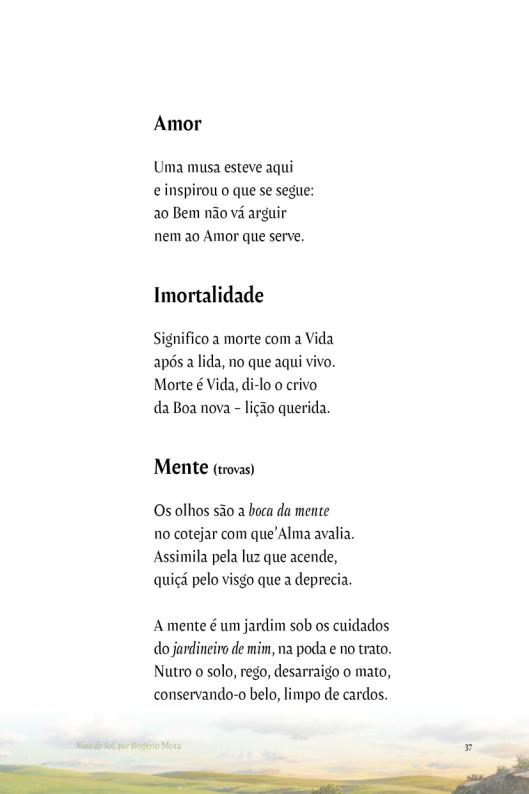 Amor
Uma musa esteve aqui
e inspirou o que se segue:
ao Bem não vá arguir
nem ao Amor que serve.
Imortalidade
Significo a morte com a Vida
após a lida, no que aqui vivo.
Morte é Vida, di-lo o crivo
da Boa nova – lição querida.
Mente (trovas)
Os olhos são a boca da mente
no cotejar com que’Alma avalia.
Assimila pela luz que acende,
quiçá pelo visgo que a deprecia.
A mente é um jardim sob os cuidados
do jardineiro de mim, na poda e no trato.
Nutro o solo, rego, desarraigo o mato,
conservando-o belo, limpo de cardos.
de Sol, por Rogério Mota
37